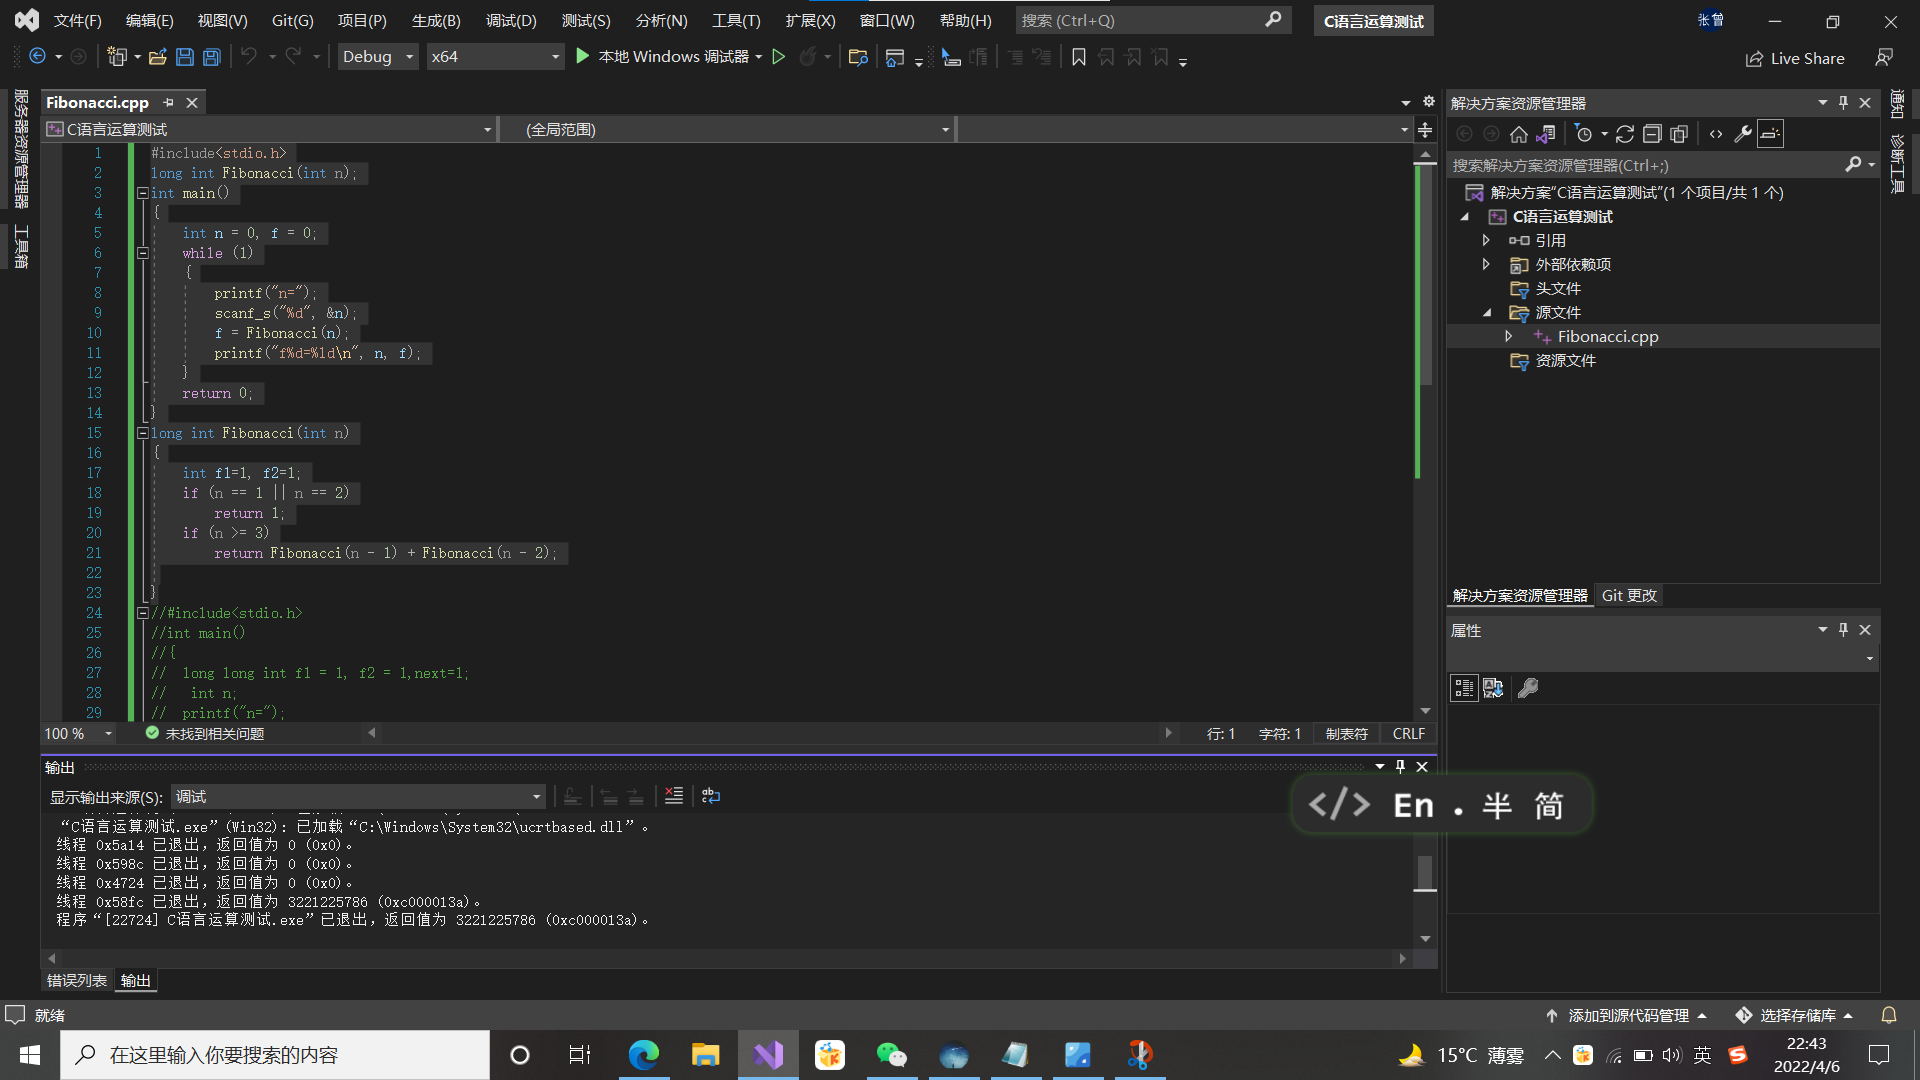 文件(F) 编辑(E) 视图(V) Git(G) 项目(P) 生成(B) 调试(D) 测试(S) 分析(N) 工具(T) 扩展(X) 窗口(W) 帮助(H) 搜索 (Ctrl+Q) C语言运算测试 张曾
Debug x64 本地 Windows 调试器 Live Share
服务器资源管理器
工具箱
Fibonacci.cpp
C语言运算测试 (全局范围)
1 #include<stdio.h>
2 long int Fibonacci(int n);
3 int main()
4 {
5 int n = 0, f = 0;
6 while (1)
7 {
8 printf("n=");
9 scanf_s("%d", &n);
10 f = Fibonacci(n);
11 printf("f%d=%ld\n", n, f);
12 }
13 return 0;
14 }
15 long int Fibonacci(int n)
16 {
17 int f1=1, f2=1;
18 if (n == 1 || n == 2)
19 return 1;
20 if (n >= 3)
21 return Fibonacci(n - 1) + Fibonacci(n - 2);
22
23 }
24 //#include<stdio.h>
25 //int main()
26 //{
27 // long long int f1 = 1, f2 = 1,next=1;
28 // int n;
29 // printf("n=");
100 % 未找到相关问题 行: 1 字符: 1 制表符 CRLF
输出
显示输出来源(S): 调试
“C语言运算测试.exe”(Win32): 已加载“C:\Windows\System32\ucrtbased.dll”。
线程 0x5a14 已退出，返回值为 0 (0x0)。
线程 0x598c 已退出，返回值为 0 (0x0)。
线程 0x4724 已退出，返回值为 0 (0x0)。
线程 0x58fc 已退出，返回值为 3221225786 (0xc000013a)。
程序“[22724] C语言运算测试.exe”已退出，返回值为 3221225786 (0xc000013a)。
错误列表 输出
解决方案资源管理器
搜索解决方案资源管理器(Ctrl+;)
解决方案“C语言运算测试”(1 个项目/共 1 个)
C语言运算测试
引用
外部依赖项
头文件
源文件
Fibonacci.cpp
资源文件
解决方案资源管理器 Git 更改
属性
通知
诊断工具
</> En . 半 简
就绪 添加到源代码管理 选择存储库
在这里输入你要搜索的内容 15°C 薄雾 英 22:43
2022/4/6